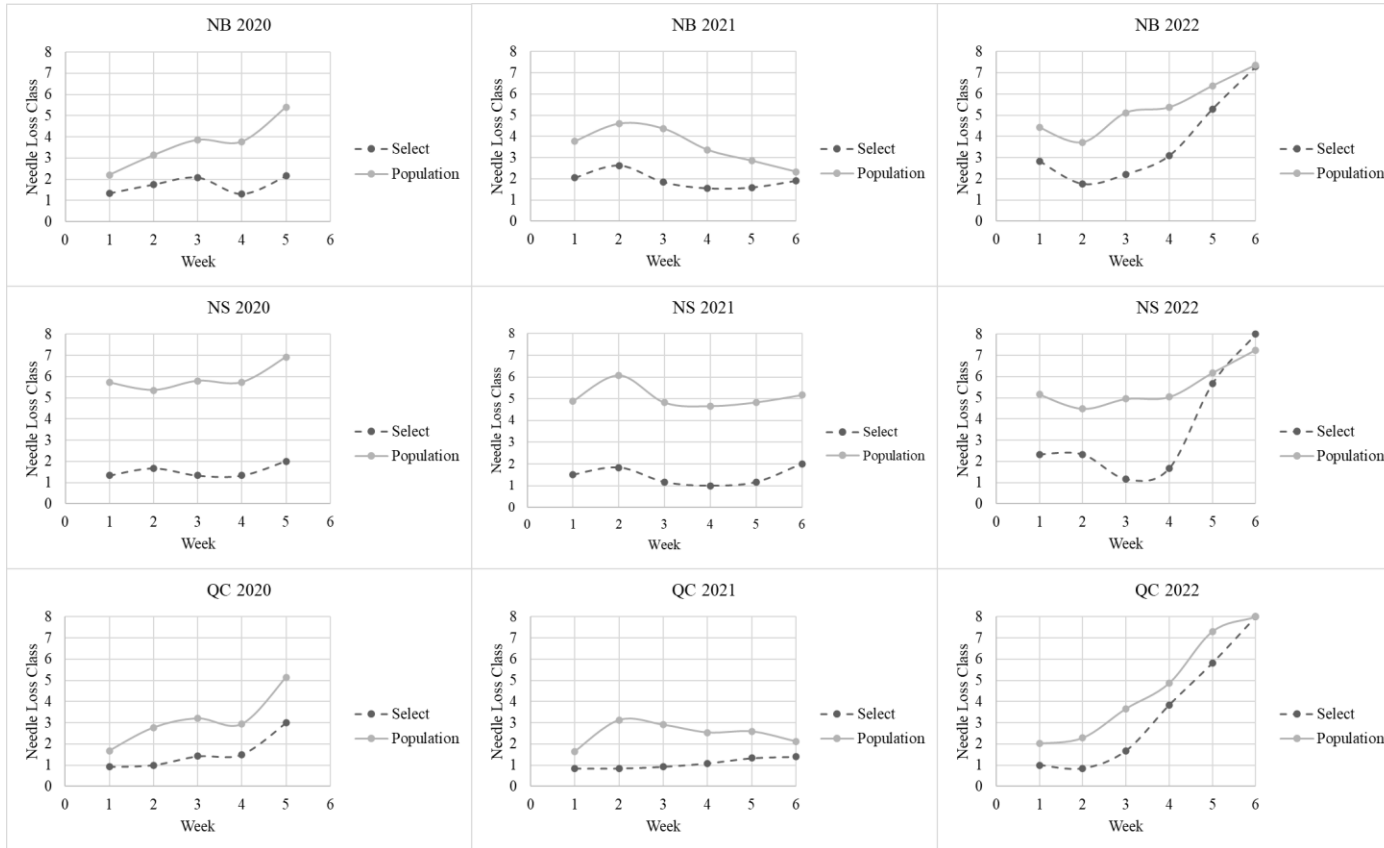 NB 2020
Needle Loss Class
8
7
6
5
4
3
2
1
0
0 1 2 3 4 5 6
Week
Select
Population
NB 2021
Needle Loss Class
8
7
6
5
4
3
2
1
0
0 1 2 3 4 5 6
Week
Select
Population
NB 2022
Needle Loss Class
8
7
6
5
4
3
2
1
0
0 1 2 3 4 5 6
Week
Select
Population
NS 2020
Needle Loss Class
8
7
6
5
4
3
2
1
0
0 1 2 3 4 5 6
Week
Select
Population
NS 2021
Needle Loss Class
8
7
6
5
4
3
2
1
0
0 1 2 3 4 5 6
Week
Select
Population
NS 2022
Needle Loss Class
8
7
6
5
4
3
2
1
0
0 1 2 3 4 5 6
Week
Select
Population
QC 2020
Needle Loss Class
8
7
6
5
4
3
2
1
0
0 1 2 3 4 5 6
Week
Select
Population
QC 2021
Needle Loss Class
8
7
6
5
4
3
2
1
0
0 1 2 3 4 5 6
Week
Select
Population
QC 2022
Needle Loss Class
8
7
6
5
4
3
2
1
0
0 1 2 3 4 5 6
Week
Select
Population